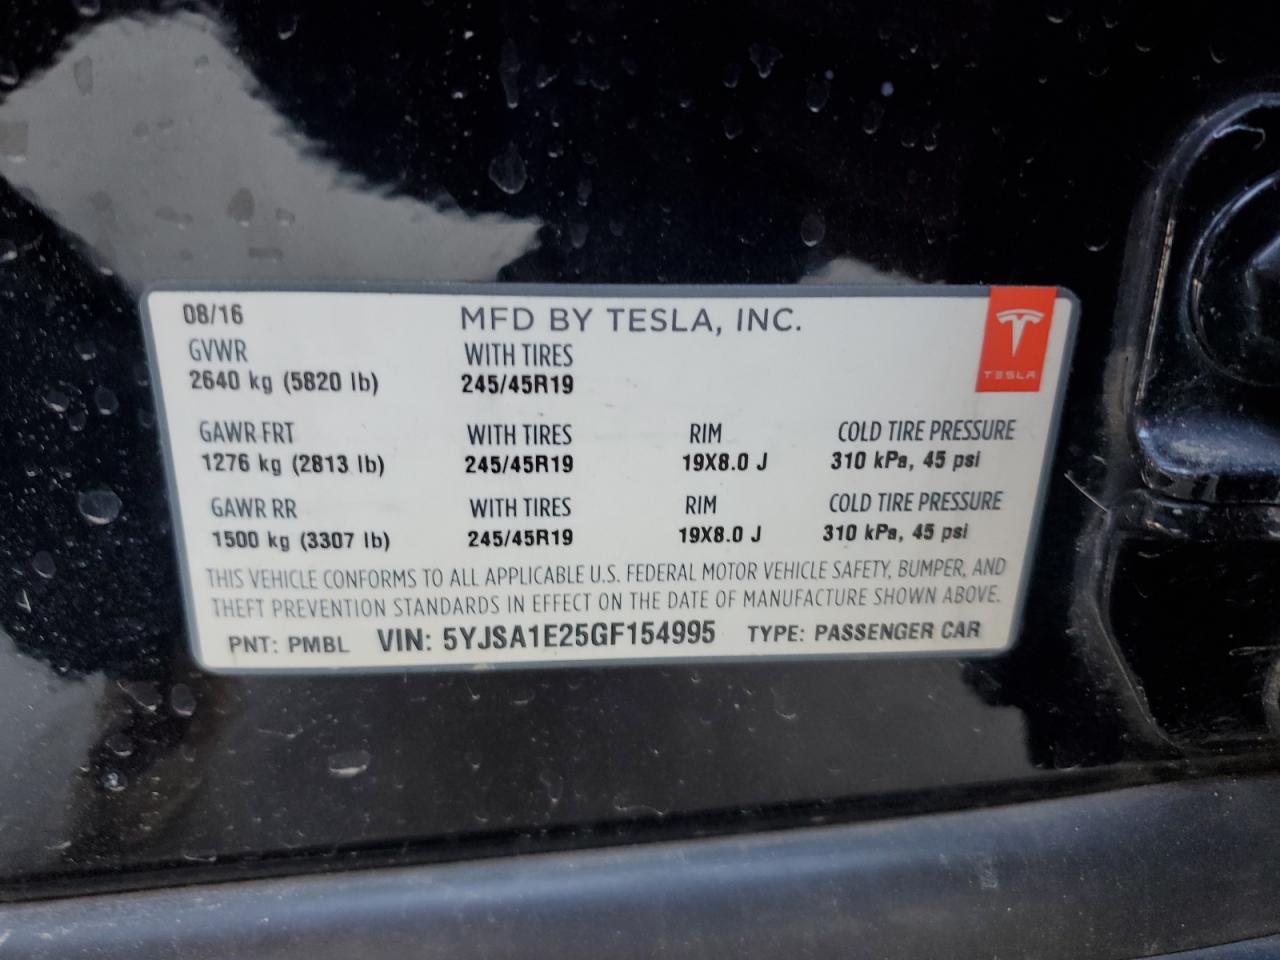 08/16 MFD BY TESLA, INC.
TESLA
GVWR WITH TIRES
2640 kg (5820 lb) 245/45R19
GAWR FRT WITH TIRES RIM COLD TIRE PRESSURE
1276 kg (2813 lb) 245/45R19 19X8.0 J 310 kPa, 45 psi
GAWR RR WITH TIRES RIM COLD TIRE PRESSURE
1500 kg (3307 lb) 245/45R19 19X8.0 J 310 kPa, 45 psi
THIS VEHICLE CONFORMS TO ALL APPLICABLE U.S. FEDERAL MOTOR VEHICLE SAFETY, BUMPER, AND
THEFT PREVENTION STANDARDS IN EFFECT ON THE DATE OF MANUFACTURE SHOWN ABOVE.
PNT: PMBL VIN: 5YJSA1E25GF154995 TYPE: PASSENGER CAR